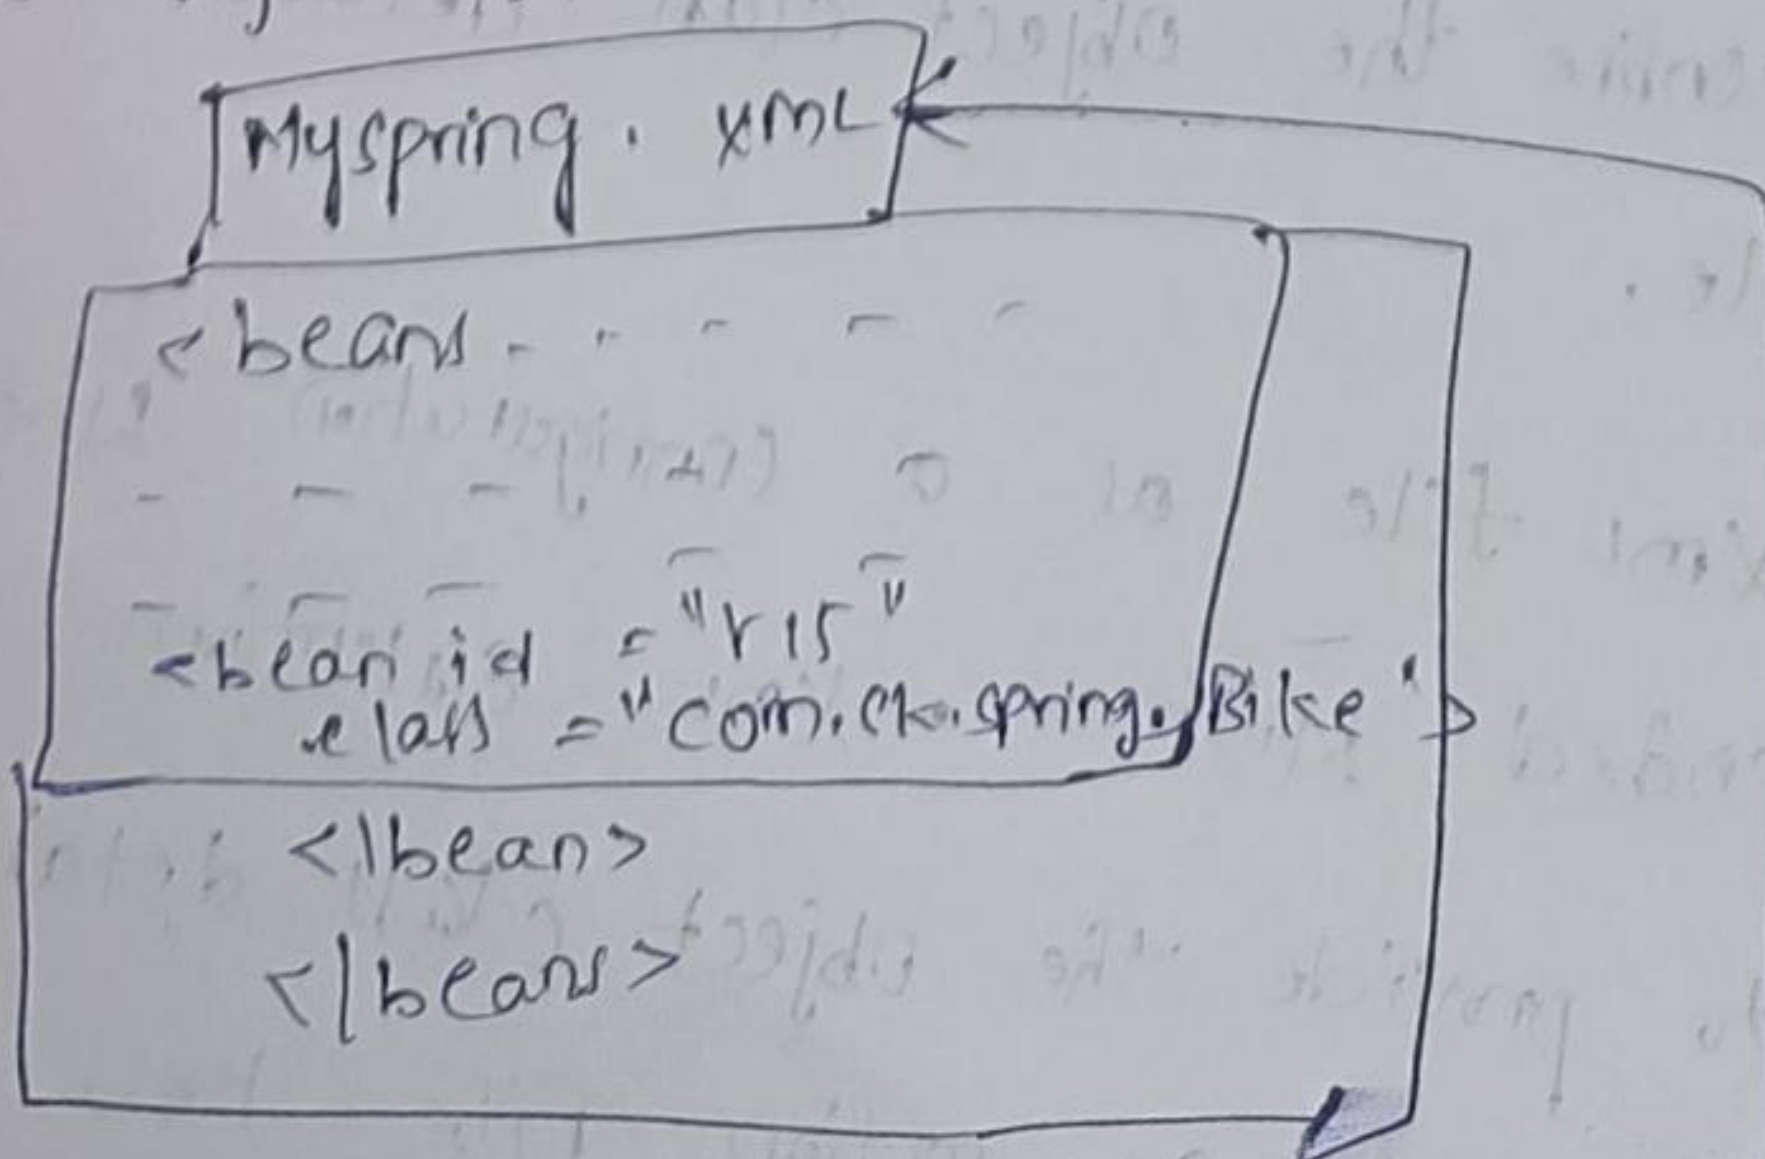 Myspring. xmL
<beans - - - - -
- - - -
- - - - -
<bean id = "r15"
class = "com.ck.spring.Bike">
</bean>
</beans>